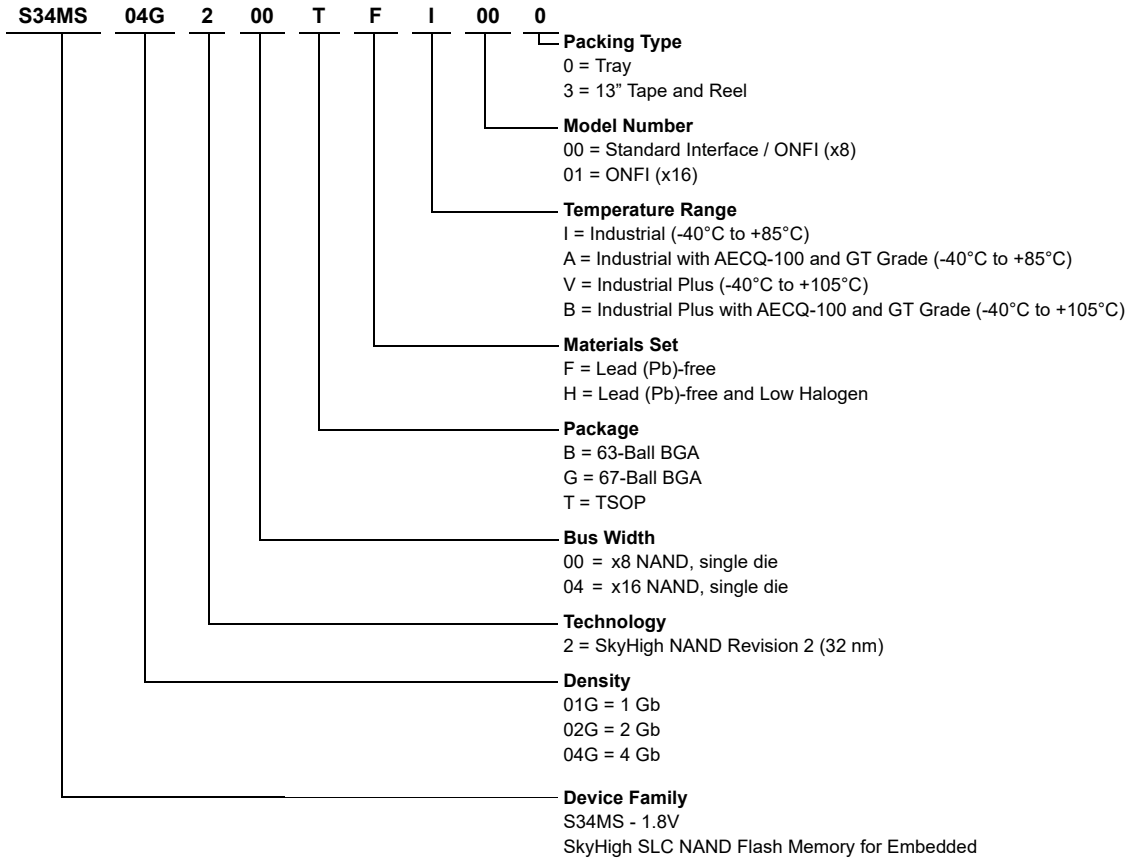 S34MS 04G 2 00 T F I 00 0
Packing Type
0 = Tray
3 = 13” Tape and Reel
Model Number
00 = Standard Interface / ONFI (x8)
01 = ONFI (x16)
Temperature Range
I = Industrial (-40°C to +85°C)
A = Industrial with AECQ-100 and GT Grade (-40°C to +85°C)
V = Industrial Plus (-40°C to +105°C)
B = Industrial Plus with AECQ-100 and GT Grade (-40°C to +105°C)
Materials Set
F = Lead (Pb)-free
H = Lead (Pb)-free and Low Halogen
Package
B = 63-Ball BGA
G = 67-Ball BGA
T = TSOP
Bus Width
00 = x8 NAND, single die
04 = x16 NAND, single die
Technology
2 = SkyHigh NAND Revision 2 (32 nm)
Density
01G = 1 Gb
02G = 2 Gb
04G = 4 Gb
Device Family
S34MS - 1.8V
SkyHigh SLC NAND Flash Memory for Embedded